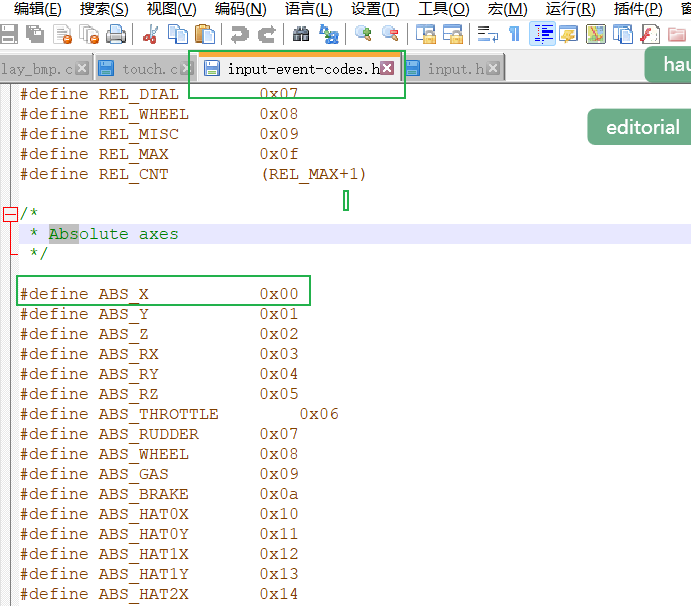 编辑(E) 搜索(S) 视图(V) 编码(N) 语言(L) 设置(T) 工具(O) 宏(M) 运行(R) 插件(P)
lay_bmp.c touch.c input-event-codes.h input.h
hau
editorial
#define REL_DIAL 0x07
#define REL_WHEEL 0x08
#define REL_MISC 0x09
#define REL_MAX 0x0f
#define REL_CNT (REL_MAX+1)
/*
* Absolute axes
*/
#define ABS_X 0x00
#define ABS_Y 0x01
#define ABS_Z 0x02
#define ABS_RX 0x03
#define ABS_RY 0x04
#define ABS_RZ 0x05
#define ABS_THROTTLE 0x06
#define ABS_RUDDER 0x07
#define ABS_WHEEL 0x08
#define ABS_GAS 0x09
#define ABS_BRAKE 0x0a
#define ABS_HAT0X 0x10
#define ABS_HAT0Y 0x11
#define ABS_HAT1X 0x12
#define ABS_HAT1Y 0x13
#define ABS_HAT2X 0x14